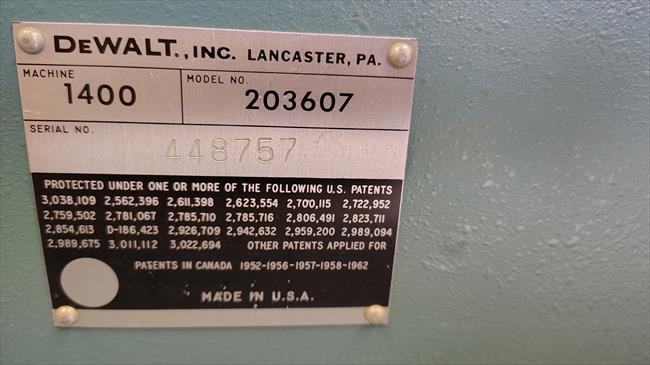 DEWALT., INC. LANCASTER, PA.
MACHINE
1400
MODEL NO.
203607
SERIAL NO.
448757
PROTECTED UNDER ONE OR MORE OF THE FOLLOWING U.S. PATENTS
3,038,109 2,562,396 2,611,398 2,623,554 2,700,115 2,722,952
2,759,502 2,781,067 2,785,710 2,785,716 2,806,491 2,823,711
2,854,613 D-186,423 2,926,709 2,942,632 2,959,200 2,989,094
2,989,675 3,011,112 3,022,694 OTHER PATENTS APPLIED FOR
PATENTS IN CANADA 1952-1956-1957-1958-1962
MADE IN U.S.A.